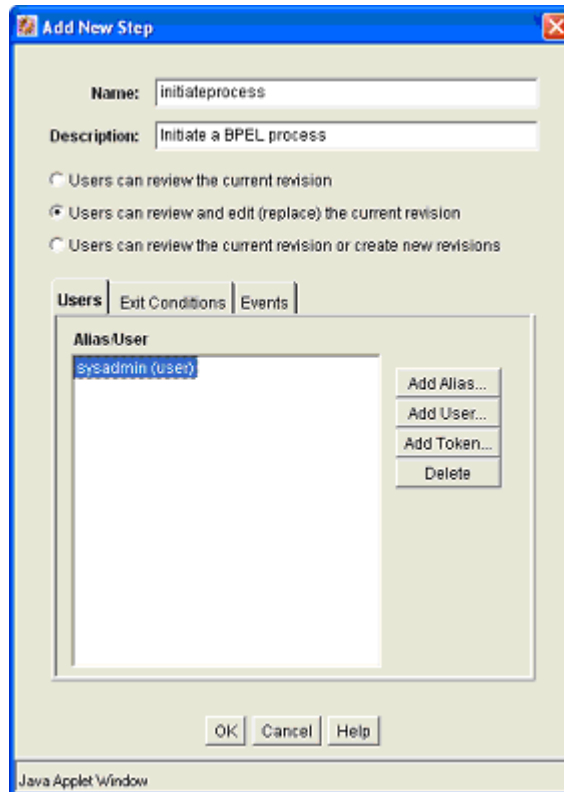 Add New Step
Name: initiateprocess
Description: Initiate a BPEL process
Users can review the current revision
Users can review and edit (replace) the current revision
Users can review the current revision or create new revisions
Users Exit Conditions Events
Alias/User
sysadmin (user)
Add Alias...
Add User...
Add Token...
Delete
OK Cancel Help
Java Applet Window